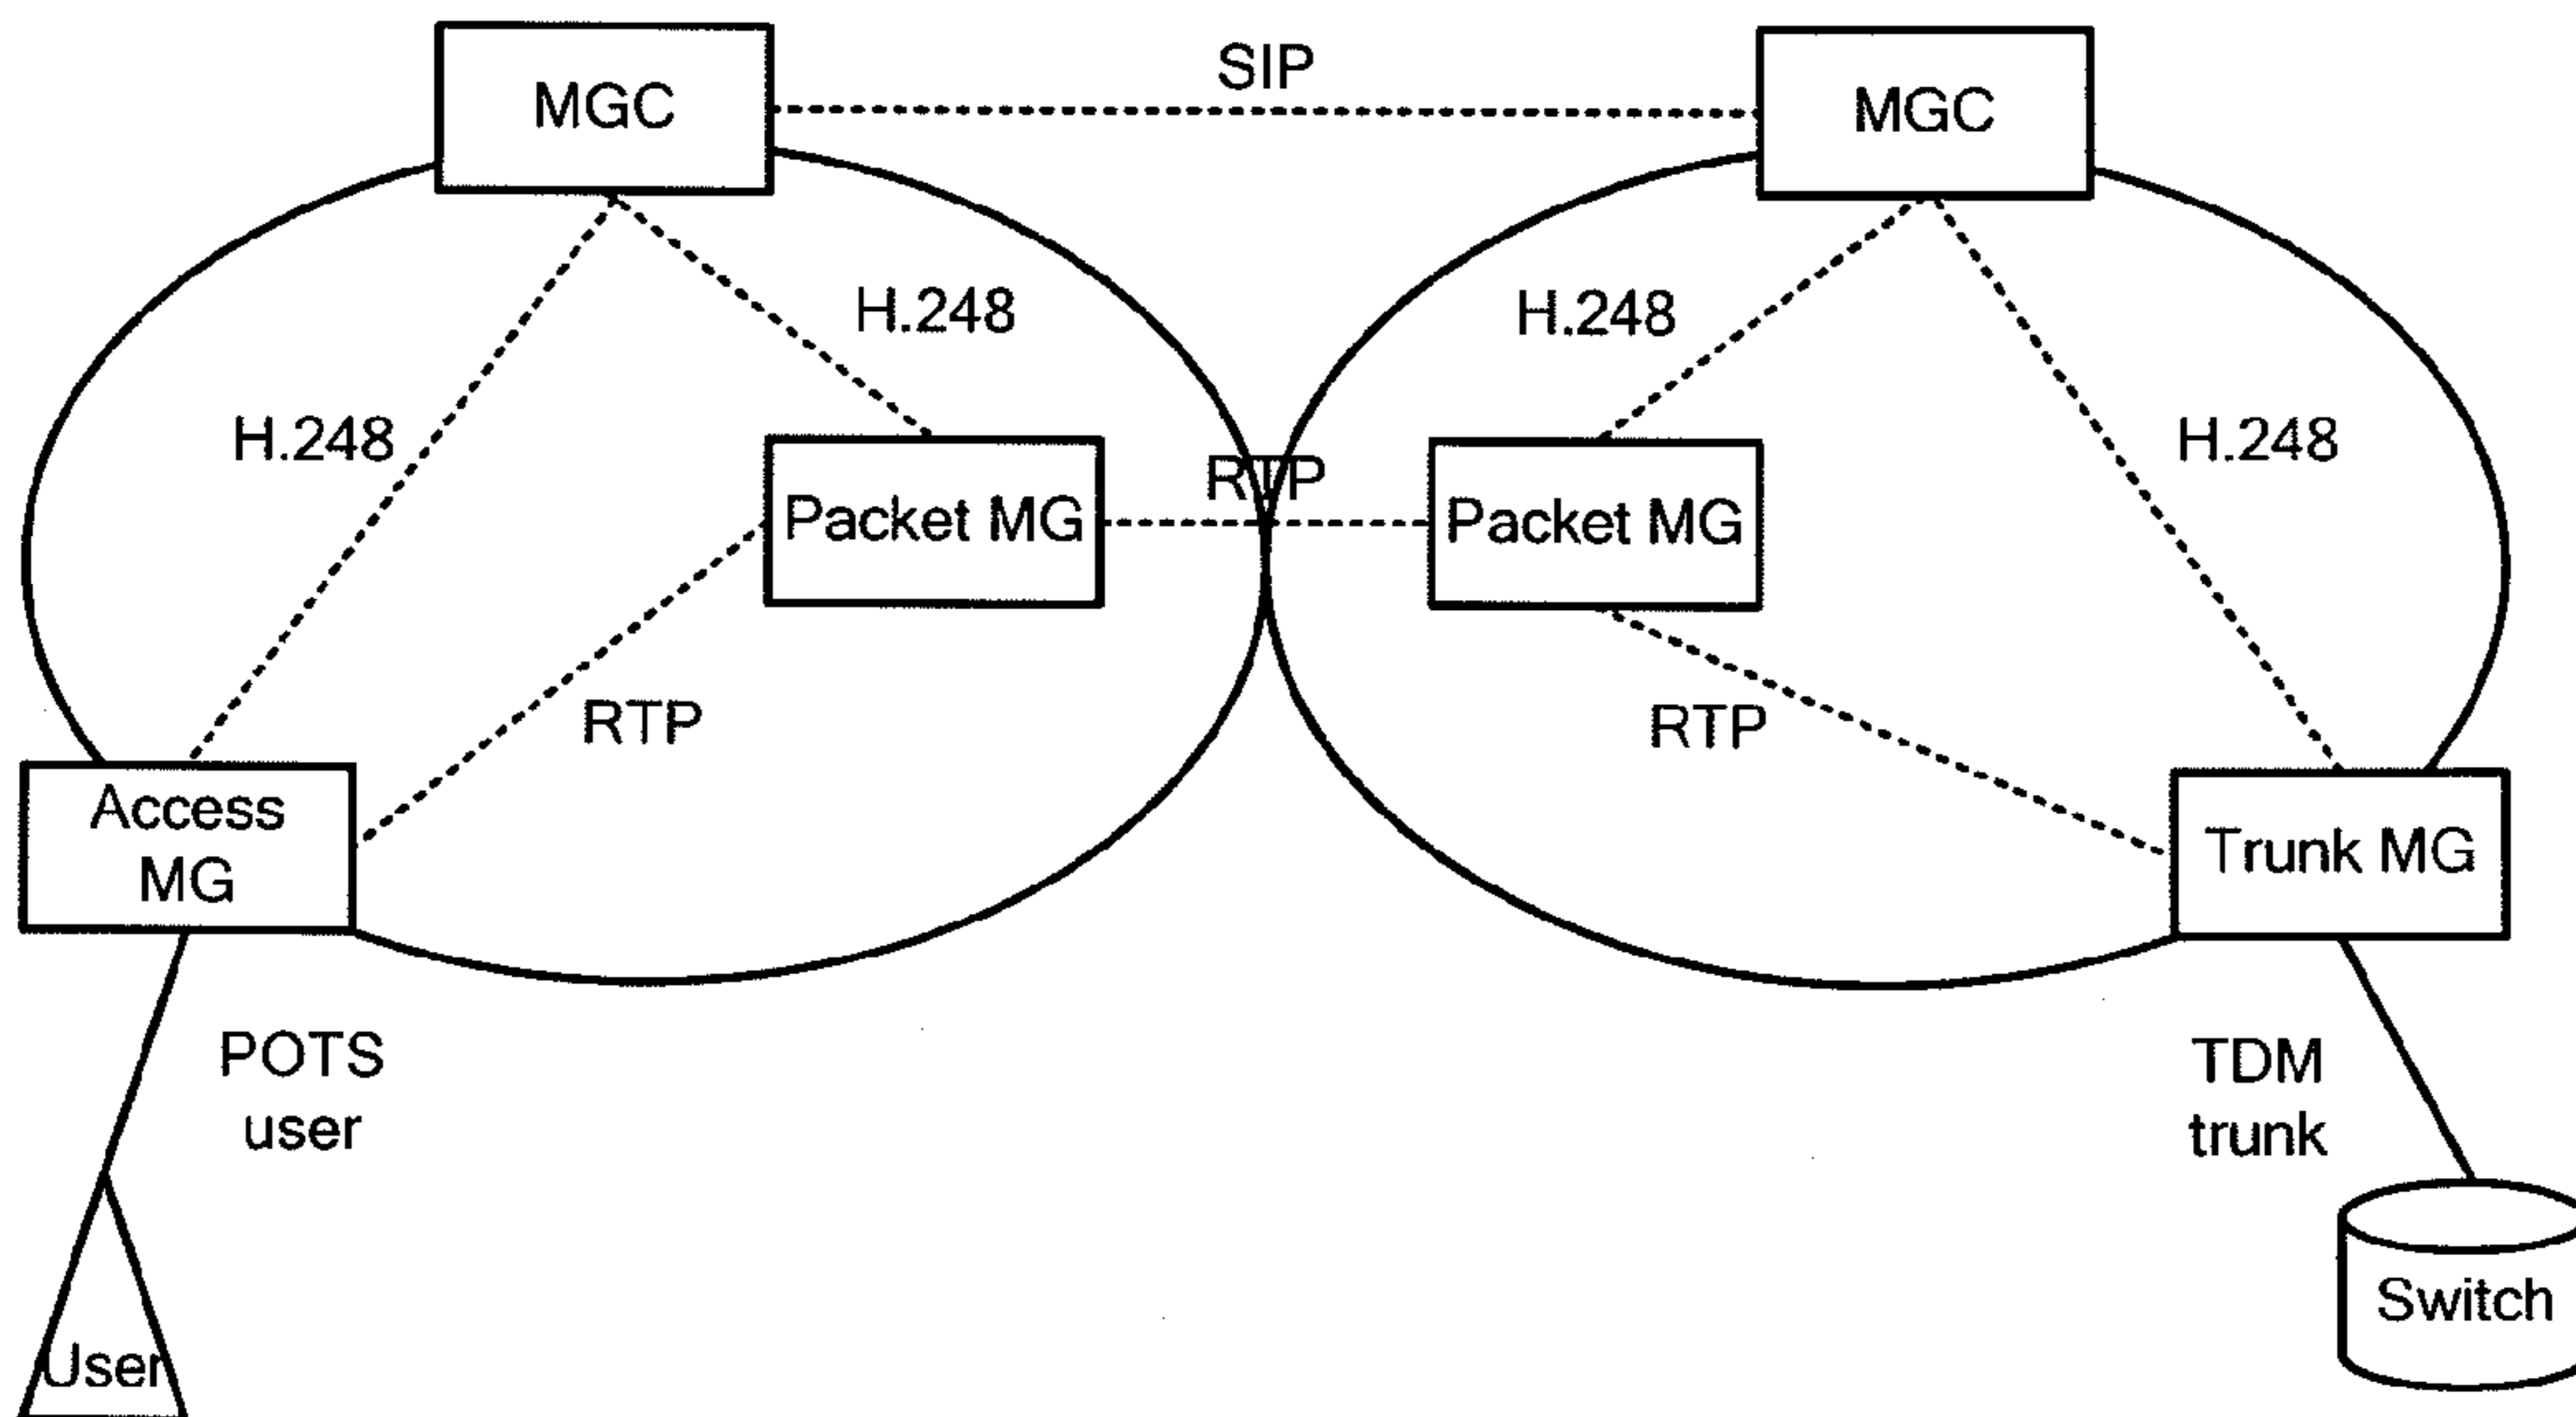 MGC
SIP
MGC
H.248
H.248
H.248
H.248
Packet MG
RTP
Packet MG
RTP
RTP
Access
MG
Trunk MG
POTS
user
TDM
trunk
User
Switch